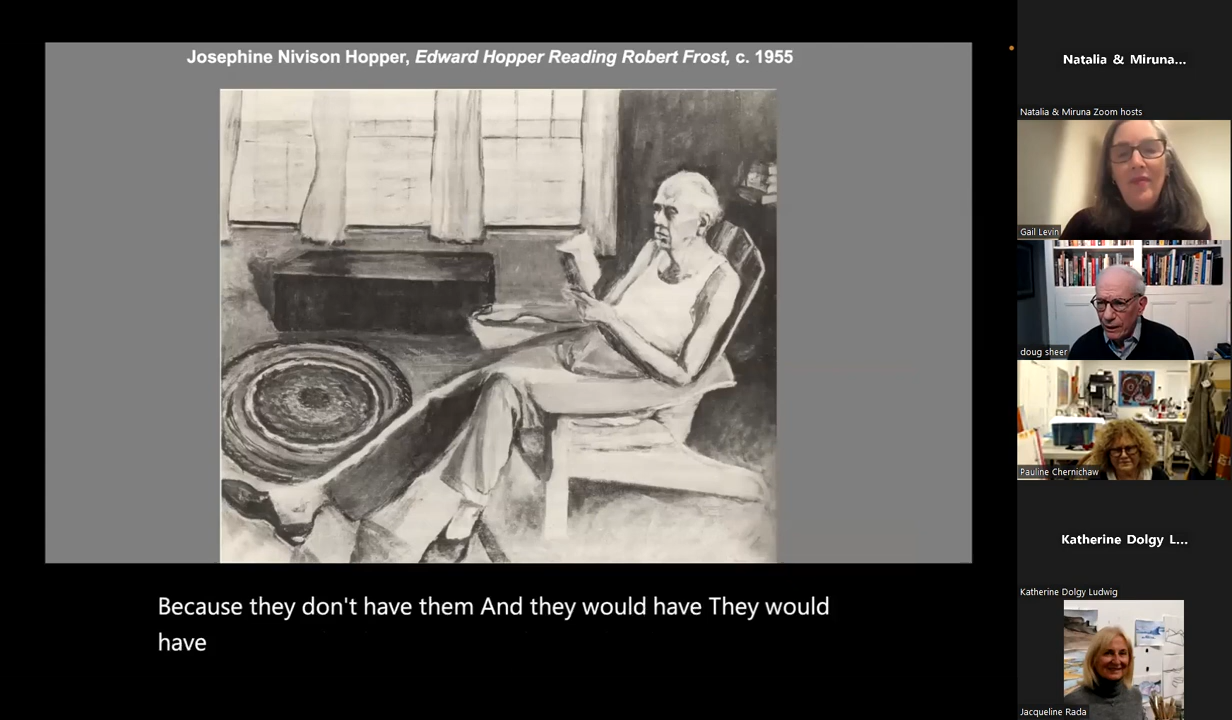 Josephine Nivison Hopper, Edward Hopper Reading Robert Frost, c. 1955
Because they don't have them And they would have They would
have
Natalia & Miruna...
Natalia & Miruna Zoom hosts
Gail Levin
doug sheer
Pauline Chernichaw
Katherine Dolgy L...
Katherine Dolgy Ludwig
Jacqueline Rada